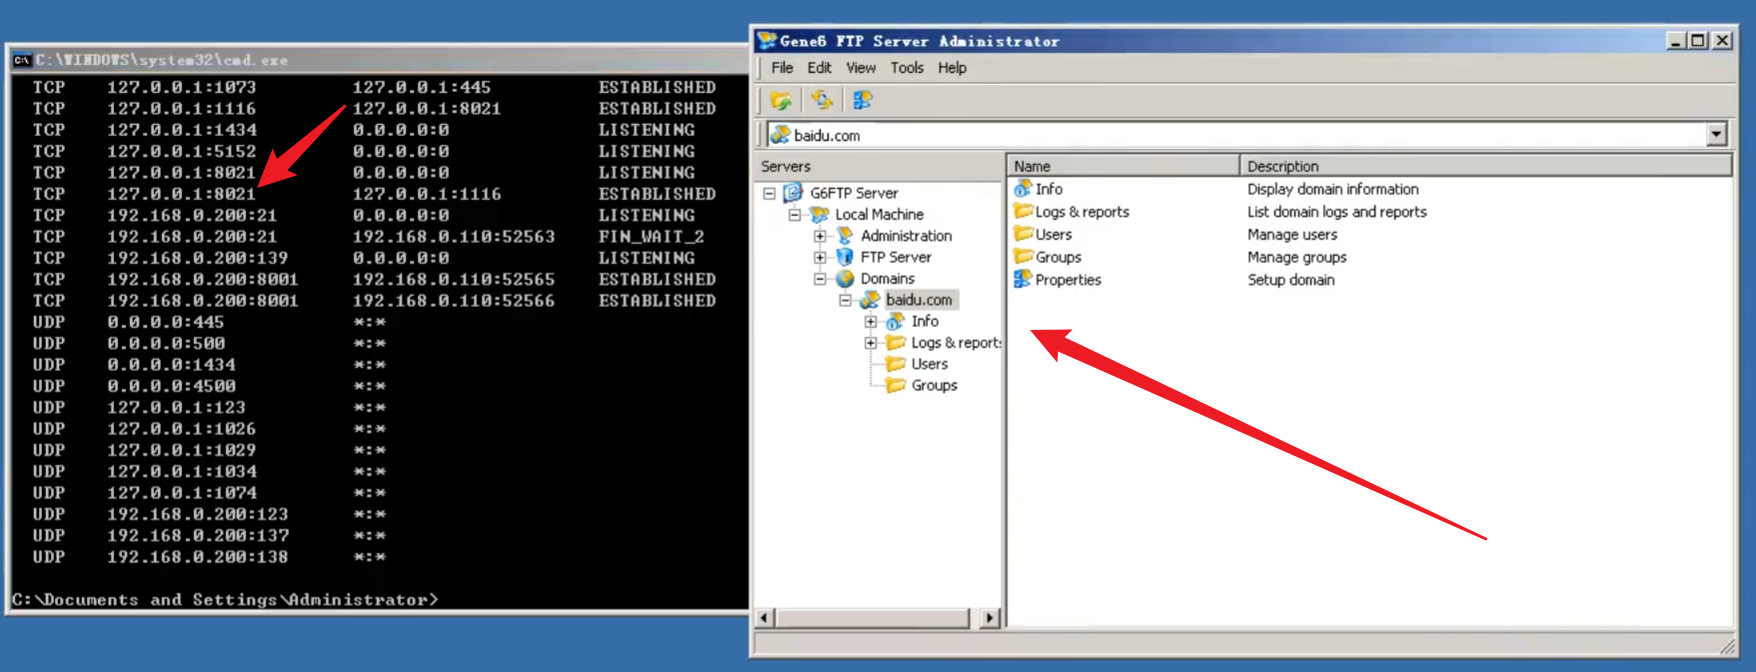 C:\WINDOWS\system32\cmd.exe
TCP 127.0.0.1:1073 127.0.0.1:445 ESTABLISHED
TCP 127.0.0.1:1116 127.0.0.1:8021 ESTABLISHED
TCP 127.0.0.1:1434 0.0.0.0:0 LISTENING
TCP 127.0.0.1:5152 0.0.0.0:0 LISTENING
TCP 127.0.0.1:8021 0.0.0.0:0 LISTENING
TCP 127.0.0.1:8021 127.0.0.1:1116 ESTABLISHED
TCP 192.168.0.200:21 0.0.0.0:0 LISTENING
TCP 192.168.0.200:21 192.168.0.110:52563 FIN_WAIT_2
TCP 192.168.0.200:139 0.0.0.0:0 LISTENING
TCP 192.168.0.200:8001 192.168.0.110:52565 ESTABLISHED
TCP 192.168.0.200:8001 192.168.0.110:52566 ESTABLISHED
UDP 0.0.0.0:445 *:*
UDP 0.0.0.0:500 *:*
UDP 0.0.0.0:1434 *:*
UDP 0.0.0.0:4500 *:*
UDP 127.0.0.1:123 *:*
UDP 127.0.0.1:1026 *:*
UDP 127.0.0.1:1029 *:*
UDP 127.0.0.1:1034 *:*
UDP 127.0.0.1:1074 *:*
UDP 192.168.0.200:123 *:*
UDP 192.168.0.200:137 *:*
UDP 192.168.0.200:138 *:*
C:\Documents and Settings\Administrator>
Gene6 FTP Server Administrator
File Edit View Tools Help
baidu.com
Servers
G6FTP Server
Local Machine
Administration
FTP Server
Domains
baidu.com
Info
Logs & reports
Users
Groups
Name Description
Info Display domain information
Logs & reports List domain logs and reports
Users Manage users
Groups Manage groups
Properties Setup domain